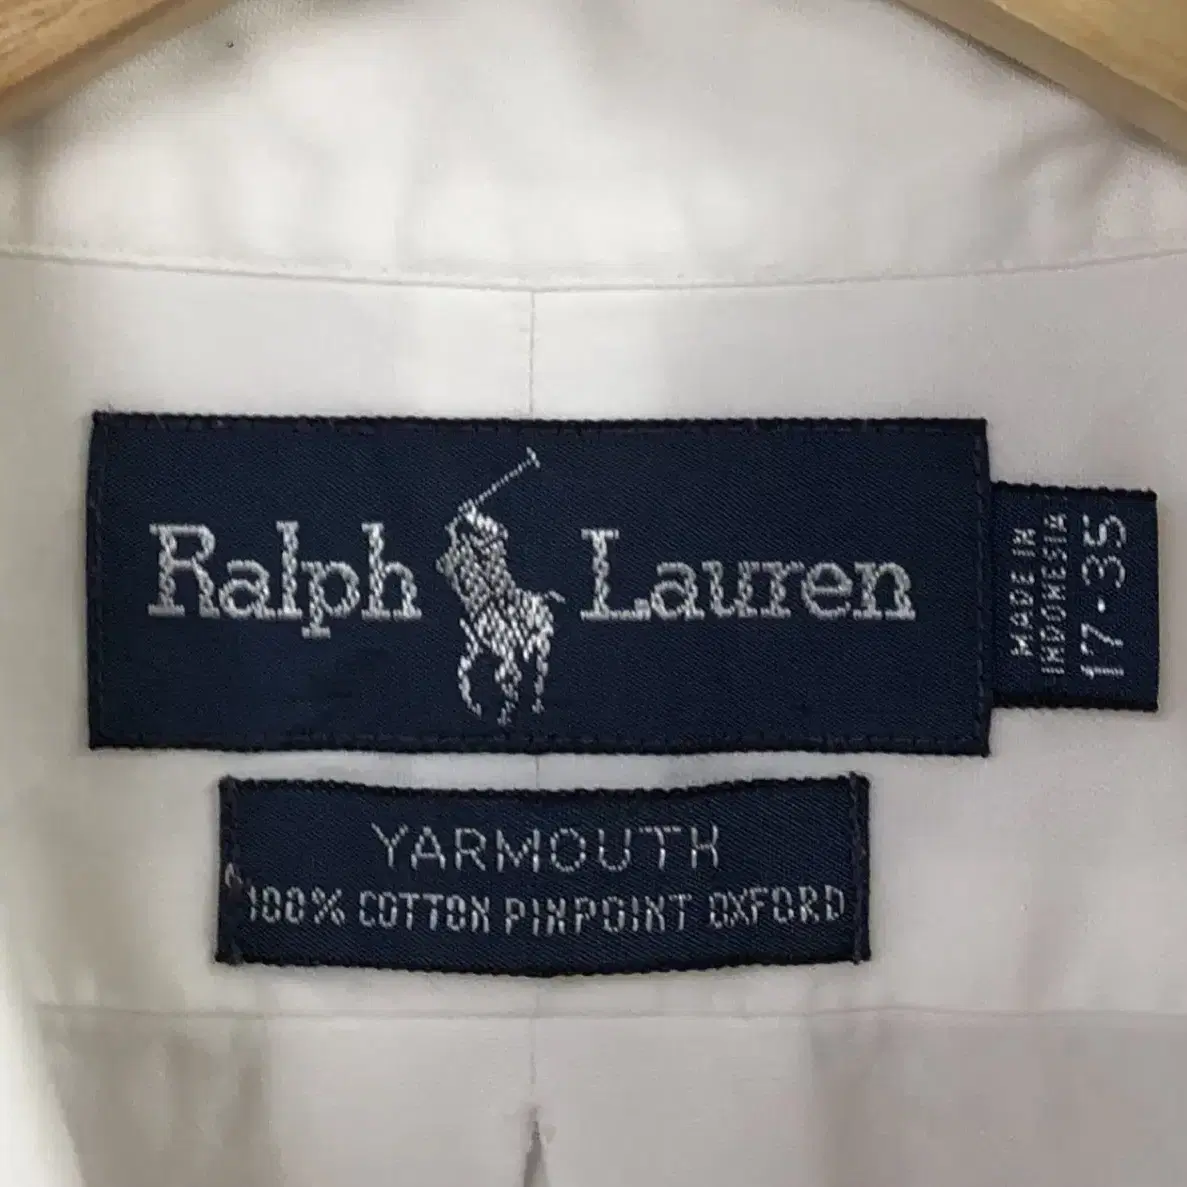 Ralph Lauren
MADE IN
INDONESIA
17·35
YARMOUTH
100% COTTON PINPOINT OXFORD